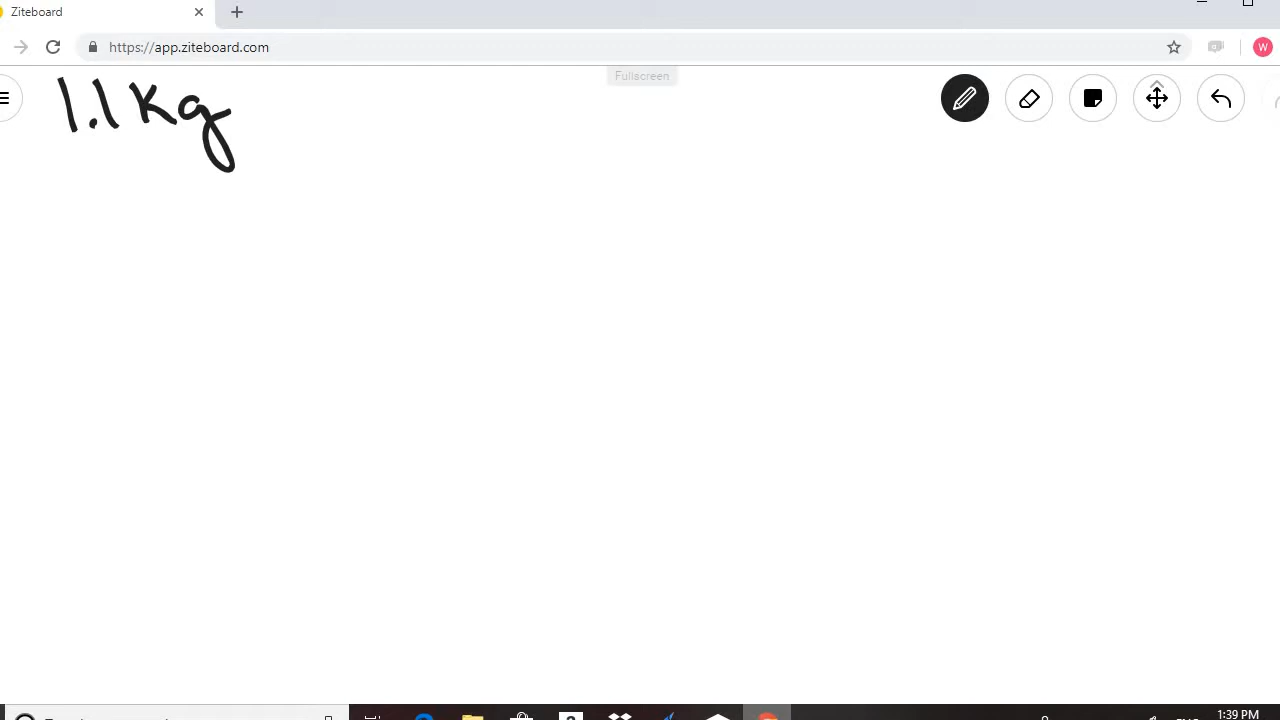 Ziteboard
https://app.ziteboard.com
W
Fullscreen
1.1 kg
1:39 PM